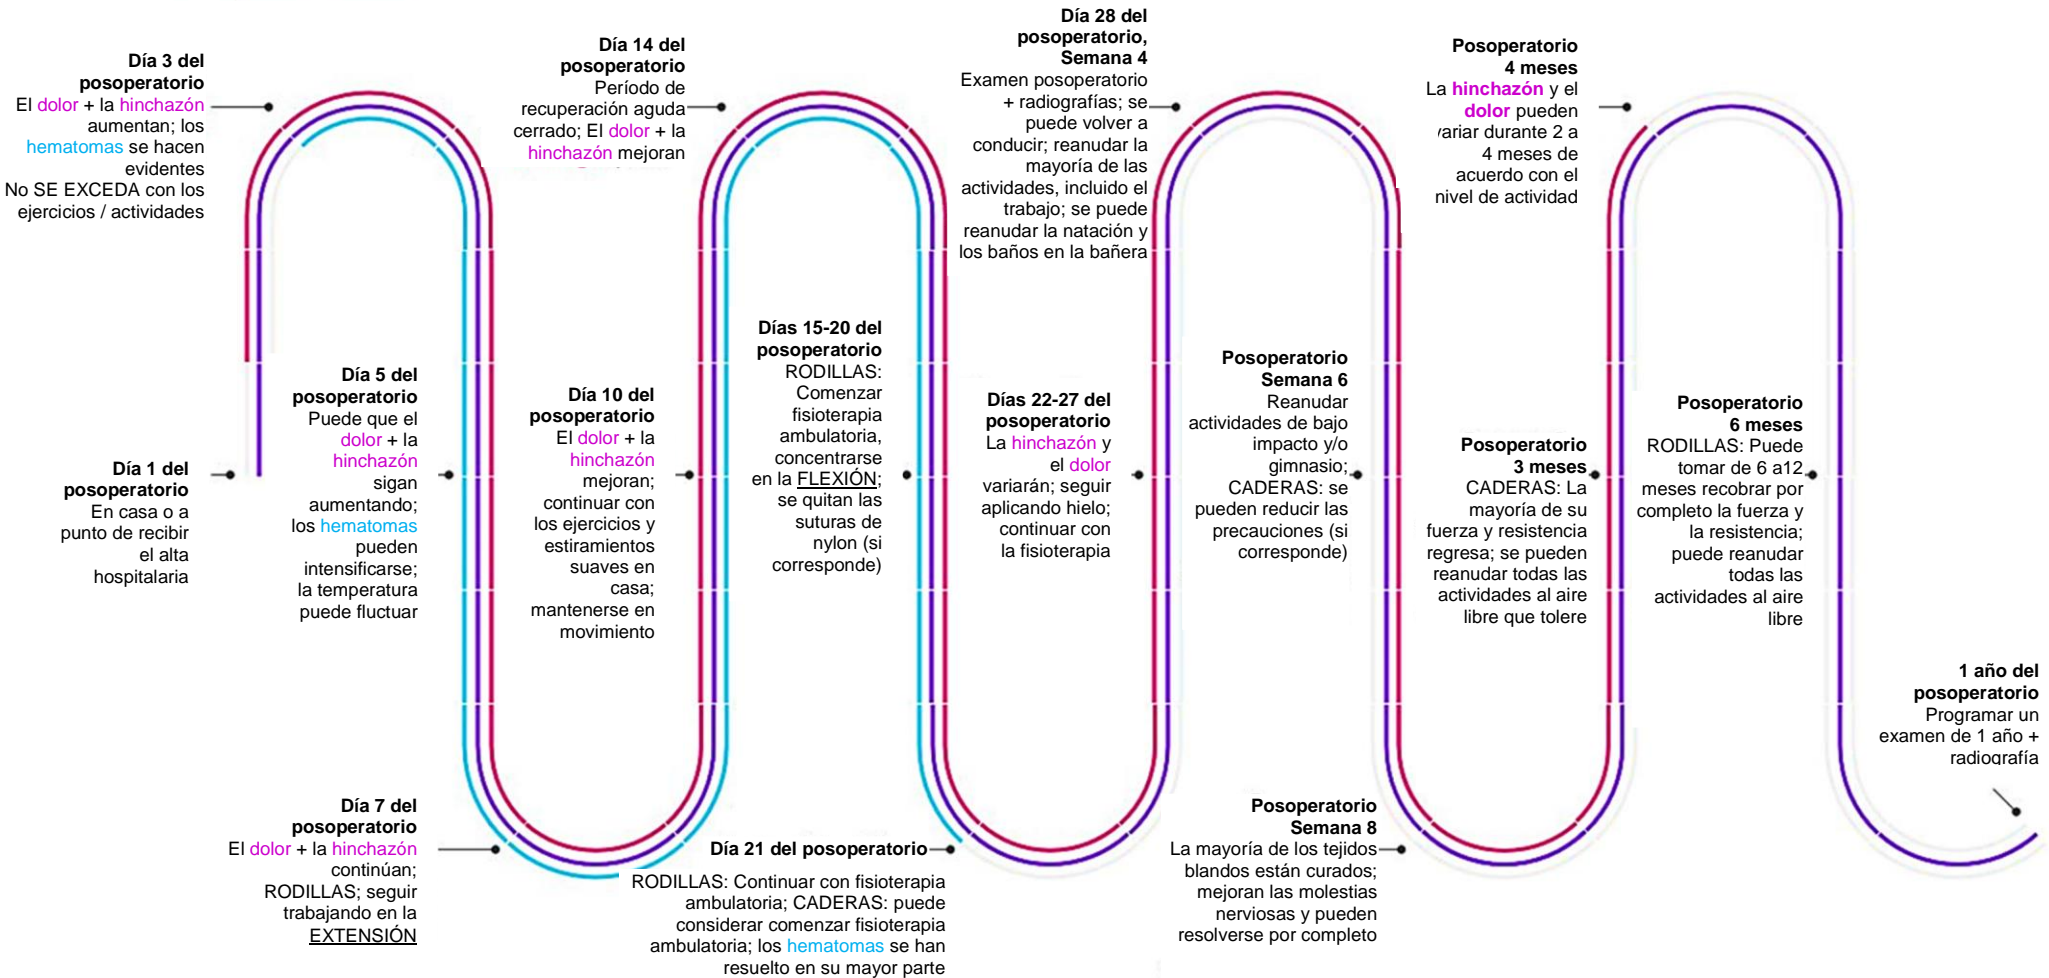 Día 1 del
posoperatorio
En casa o a
punto de recibir
el alta
hospitalaria
Día 3 del
posoperatorio
El dolor + la hinchazón
aumentan; los
hematomas se hacen
evidentes
No SE EXCEDA con los
ejercicios / actividades
Día 5 del
posoperatorio
Puede que el
dolor + la
hinchazón
sigan
aumentando;
los hematomas
pueden
intensificarse;
la temperatura
puede fluctuar
Día 7 del
posoperatorio
El dolor + la hinchazón
continúan;
RODILLAS; seguir
trabajando en la
EXTENSIÓN
Día 10 del
posoperatorio
El dolor + la
hinchazón
mejoran;
continuar con
los ejercicios y
estiramientos
suaves en
casa;
mantenerse en
movimiento
Día 14 del
posoperatorio
Período de
recuperación aguda
cerrado; El dolor + la
hinchazón mejoran
Días 15-20 del
posoperatorio
RODILLAS:
Comenzar
fisioterapia
ambulatoria,
concentrarse
en la FLEXIÓN;
se quitan las
suturas de
nylon (si
corresponde)
Día 21 del posoperatorio
RODILLAS: Continuar con fisioterapia
ambulatoria; CADERAS: puede
considerar comenzar fisioterapia
ambulatoria; los hematomas se han
resuelto en su mayor parte
Días 22-27 del
posoperatorio
La hinchazón y
el dolor
variarán; seguir
aplicando hielo;
continuar con
la fisioterapia
Día 28 del
posoperatorio,
Semana 4
Examen posoperatorio
+ radiografías; se
puede volver a
conducir; reanudar la
mayoría de las
actividades, incluido el
trabajo; se puede
reanudar la natación y
los baños en la bañera
Posoperatorio
Semana 6
Reanudar
actividades de bajo
impacto y/o
gimnasio;
CADERAS: se
pueden reducir las
precauciones (si
corresponde)
Posoperatorio
Semana 8
La mayoría de los tejidos
blandos están curados;
mejoran las molestias
nerviosas y pueden
resolverse por completo
Posoperatorio
3 meses
CADERAS: La
mayoría de su
fuerza y resistencia
regresa; se pueden
reanudar todas las
actividades al aire
libre que tolere
Posoperatorio
4 meses
La hinchazón y el
dolor pueden
variar durante 2 a
4 meses de
acuerdo con el
nivel de actividad
Posoperatorio
6 meses
RODILLAS: Puede
tomar de 6 a12
meses recobrar por
completo la fuerza y
la resistencia;
puede reanudar
todas las
actividades al aire
libre
1 año del
posoperatorio
Programar un
examen de 1 año +
radiografía